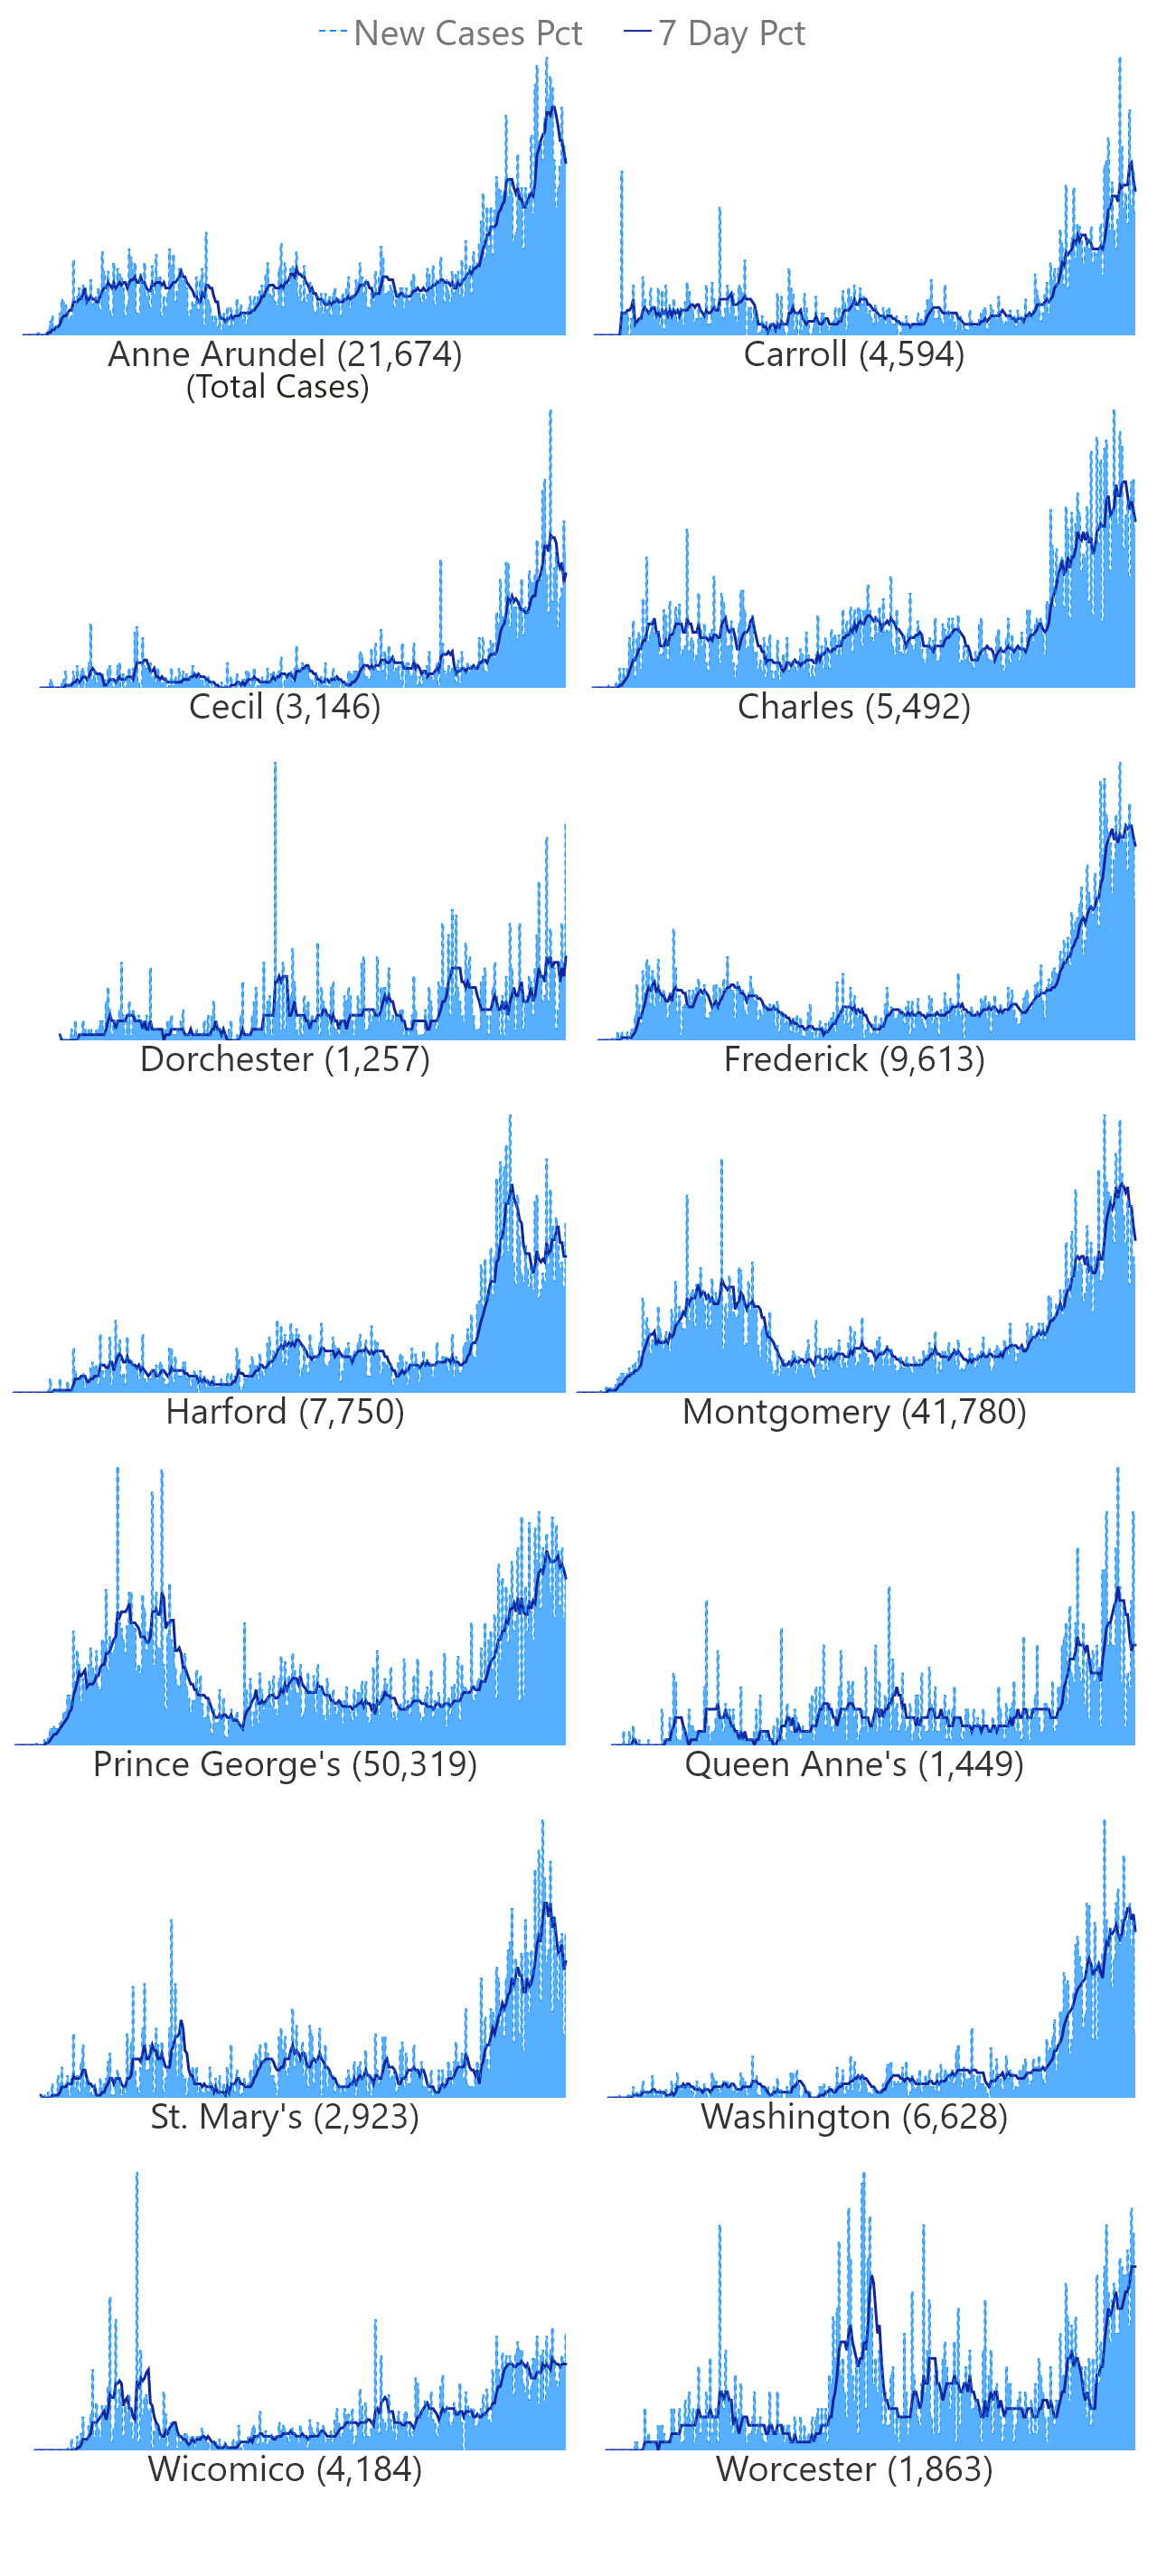 New Cases Pct 7 Day Pct
Anne Arundel (21,674) Carroll (4,594)
(Total Cases)
Cecil (3,146) Charles (5,492)
Dorchester (1,257) Frederick (9,613)
Harford (7,750) Montgomery (41,780)
Prince George's (50,319) Queen Anne's (1,449)
St. Mary's (2,923) Washington (6,628)
Wicomico (4,184) Worcester (1,863)